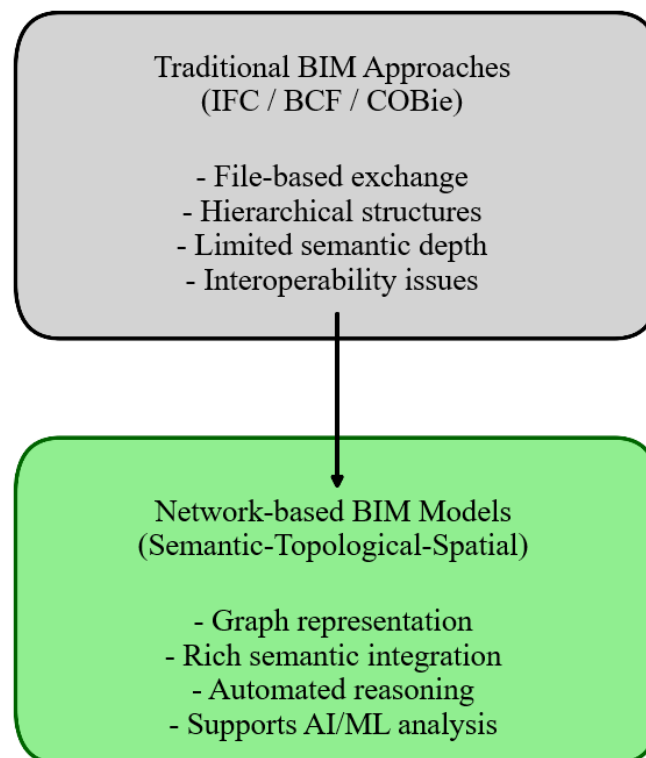 Traditional BIM Approaches
(IFC / BCF / COBie)
- File-based exchange
- Hierarchical structures
- Limited semantic depth
- Interoperability issues
Network-based BIM Models
(Semantic-Topological-Spatial)
- Graph representation
- Rich semantic integration
- Automated reasoning
- Supports AI/ML analysis